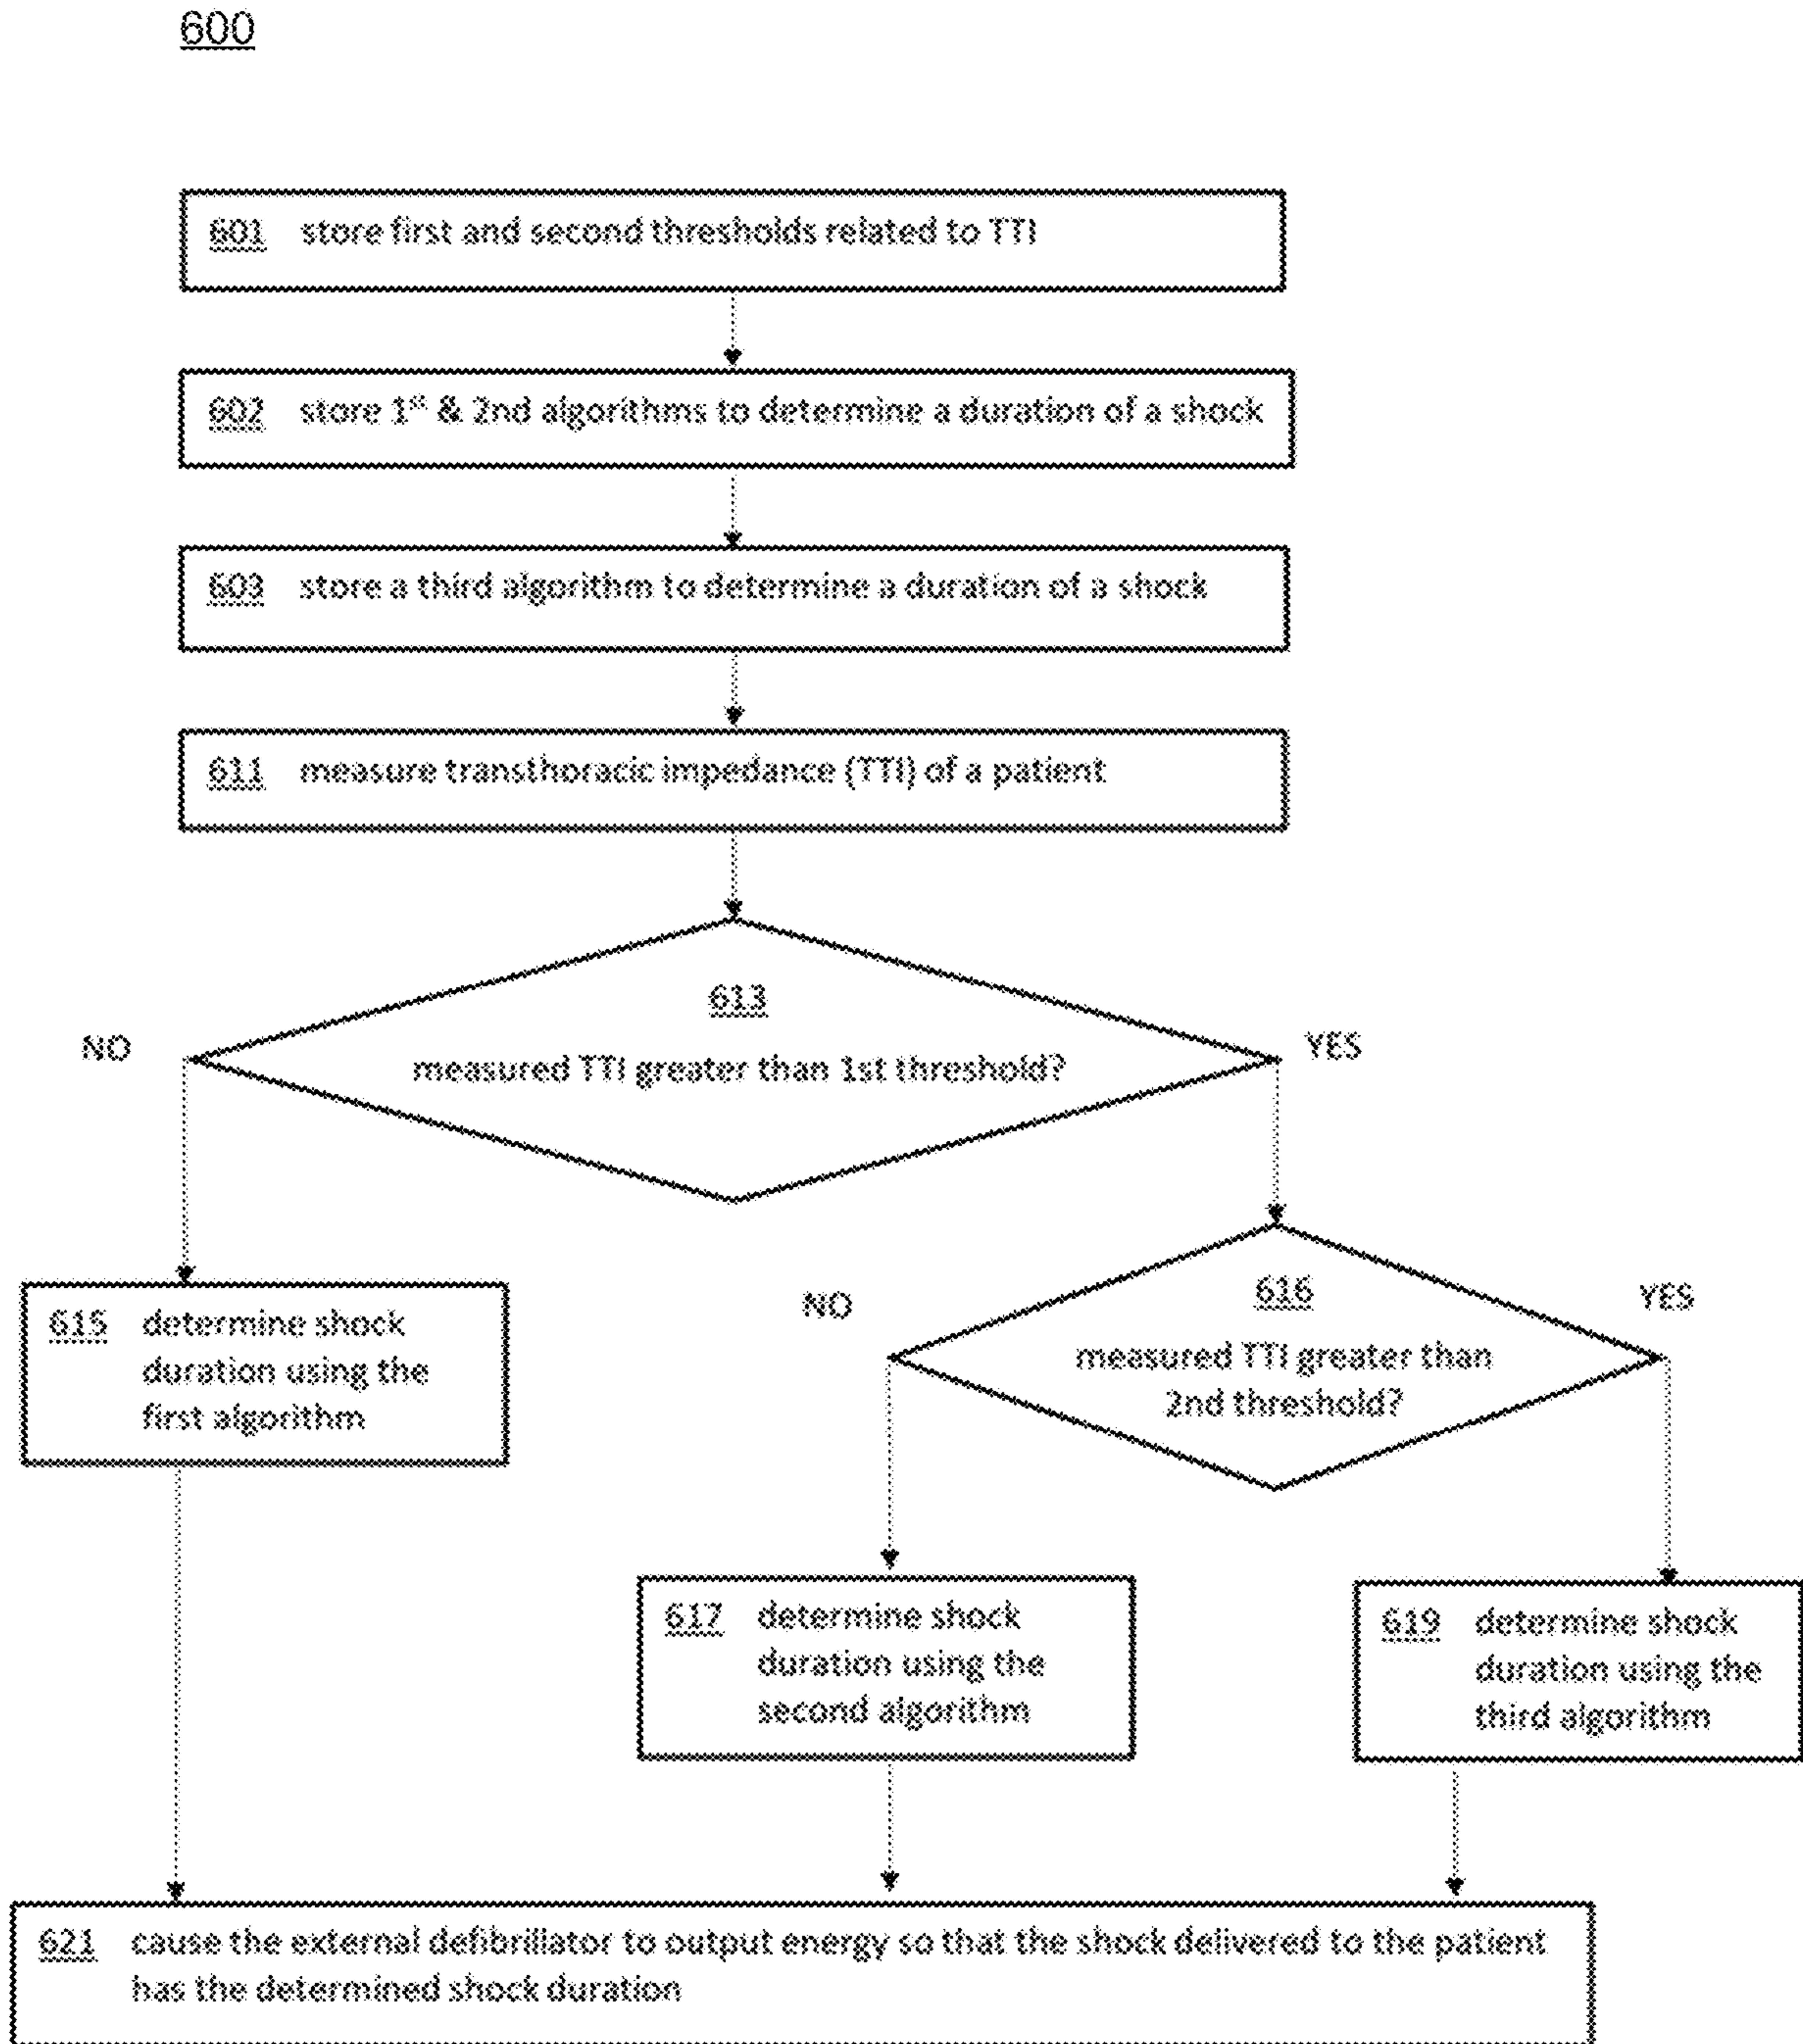 600
601 store first and second thresholds related to TTI
602 store 1st & 2nd algorithms to determine a duration of a shock
603 store a third algorithm to determine a duration of a shock
611 measure transthoracic impedance (TTI) of a patient
613
measured TTI greater than 1st threshold?
NO
YES
615 determine shock
duration using the
first algorithm
616
measured TTI greater than
2nd threshold?
NO
YES
617 determine shock
duration using the
second algorithm
619 determine shock
duration using the
third algorithm
621 cause the external defibrillator to output energy so that the shock delivered to the patient
has the determined shock duration